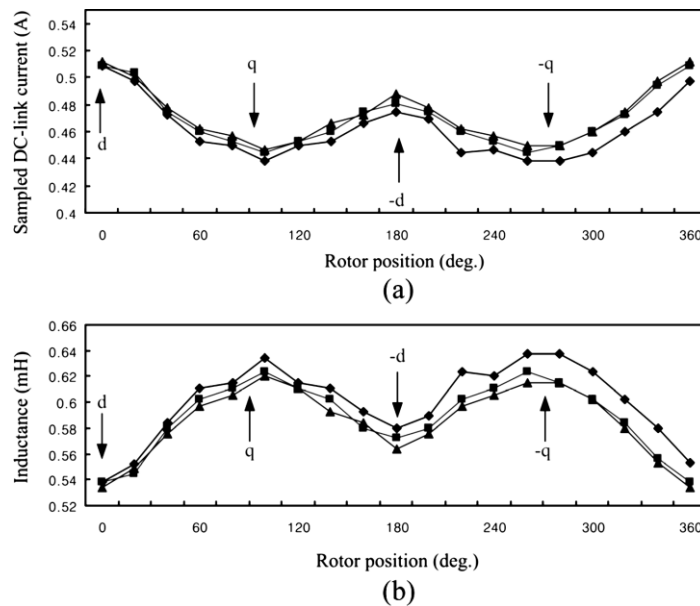 Sampled DC-link current (A)
0.54
0.52
0.5
0.48
0.46
0.44
0.42
0.4
d
q
-d
-q
0 60 120 180 240 300 360
Rotor position (deg.)
(a)
Inductance (mH)
0.66
0.64
0.62
0.6
0.58
0.56
0.54
0.52
d
q
-d
-q
0 60 120 180 240 300 360
Rotor position (deg.)
(b)